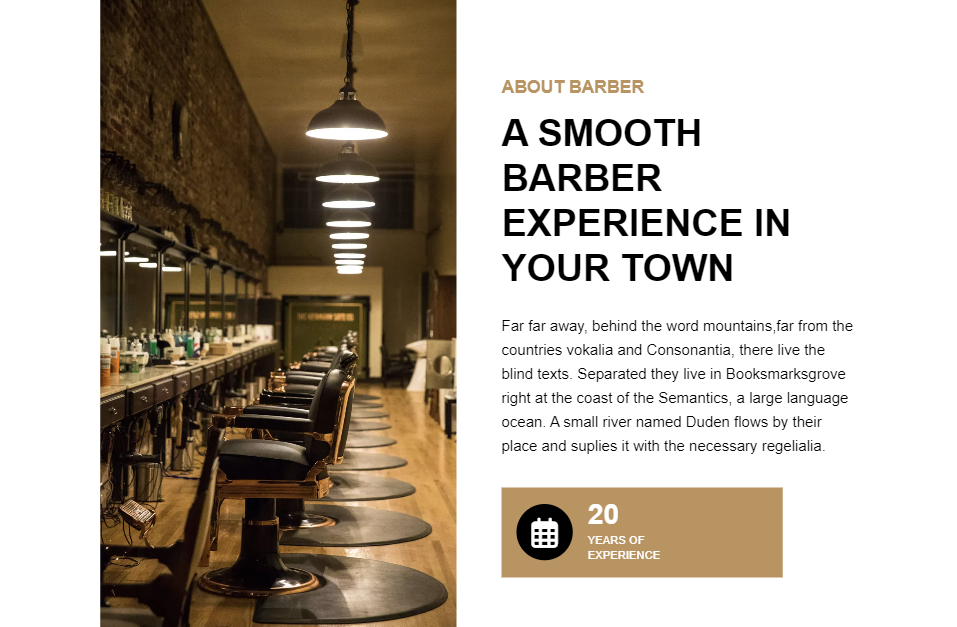 ABOUT BARBER
A SMOOTH
BARBER
EXPERIENCE IN
YOUR TOWN
Far far away, behind the word mountains,far from the
countries vokalia and Consonantia, there live the
blind texts. Separated they live in Booksmarksgrove
right at the coast of the Semantics, a large language
ocean. A small river named Duden flows by their
place and suplies it with the necessary regelialia.
20
YEARS OF
EXPERIENCE